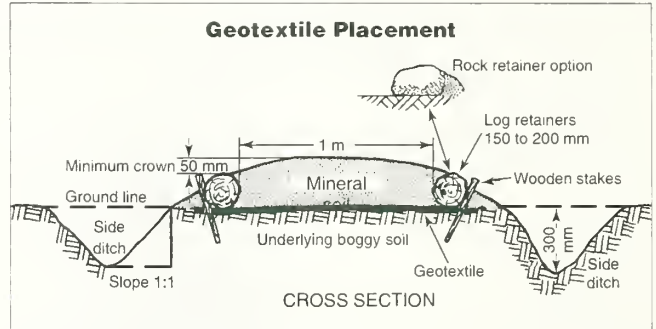 Geotextile Placement
Rock retainer option
Log retainers
150 to 200 mm
1 m
Minimum crown
50 mm
Wooden stakes
Mineral
soil
Ground line
Side
ditch
Underlying boggy soil
300
mm
Side
ditch
Geotextile
Slope 1:1
CROSS SECTION